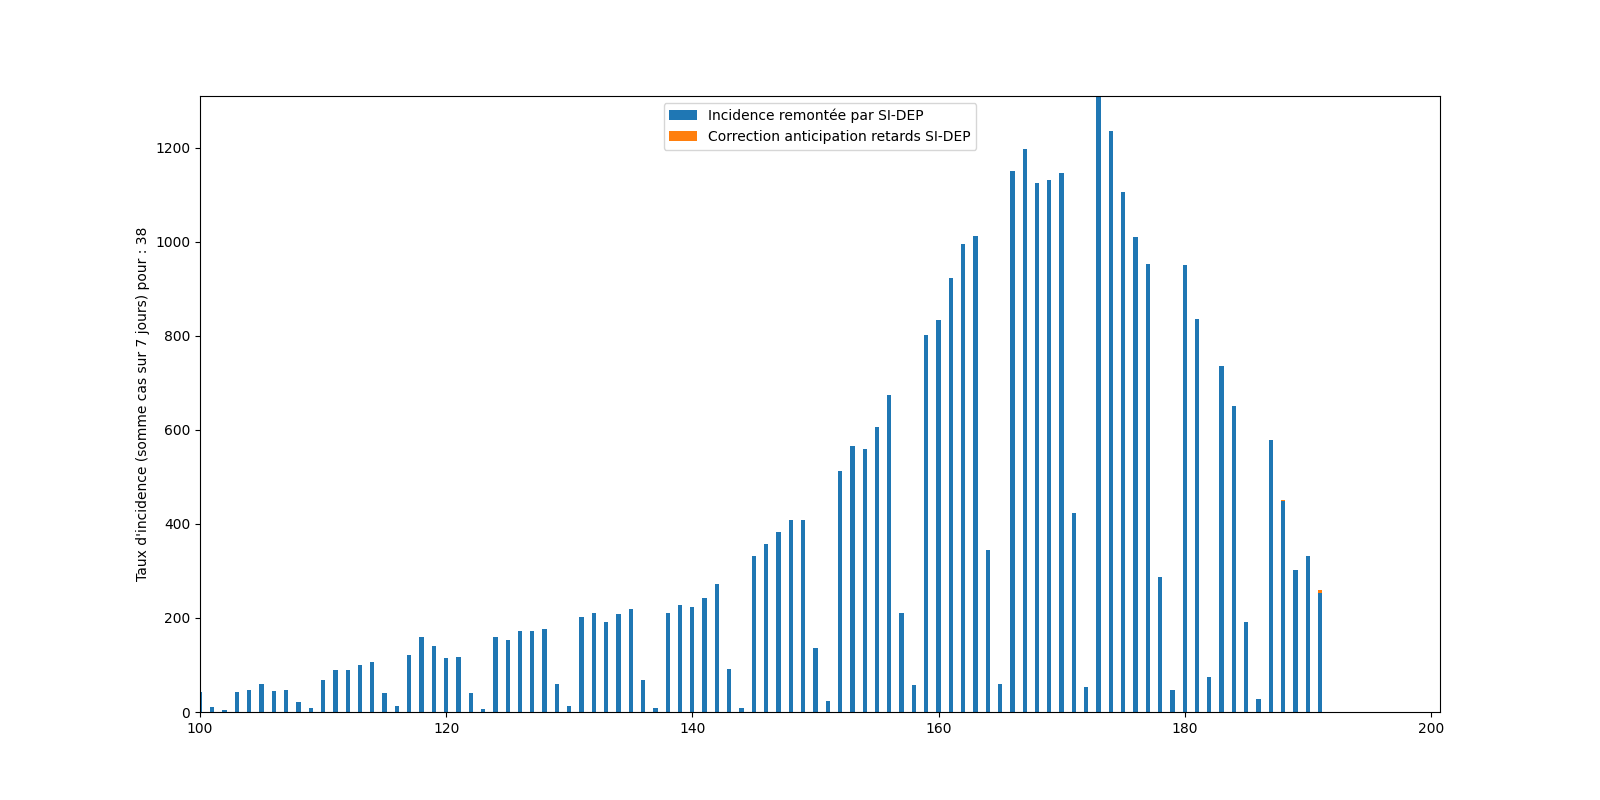 Incidence remontée par SI-DEP
Correction anticipation retards SI-DEP
Taux d'incidence (somme cas sur 7 jours) pour : 38
1200
1000
800
600
400
200
0
100 120 140 160 180 200